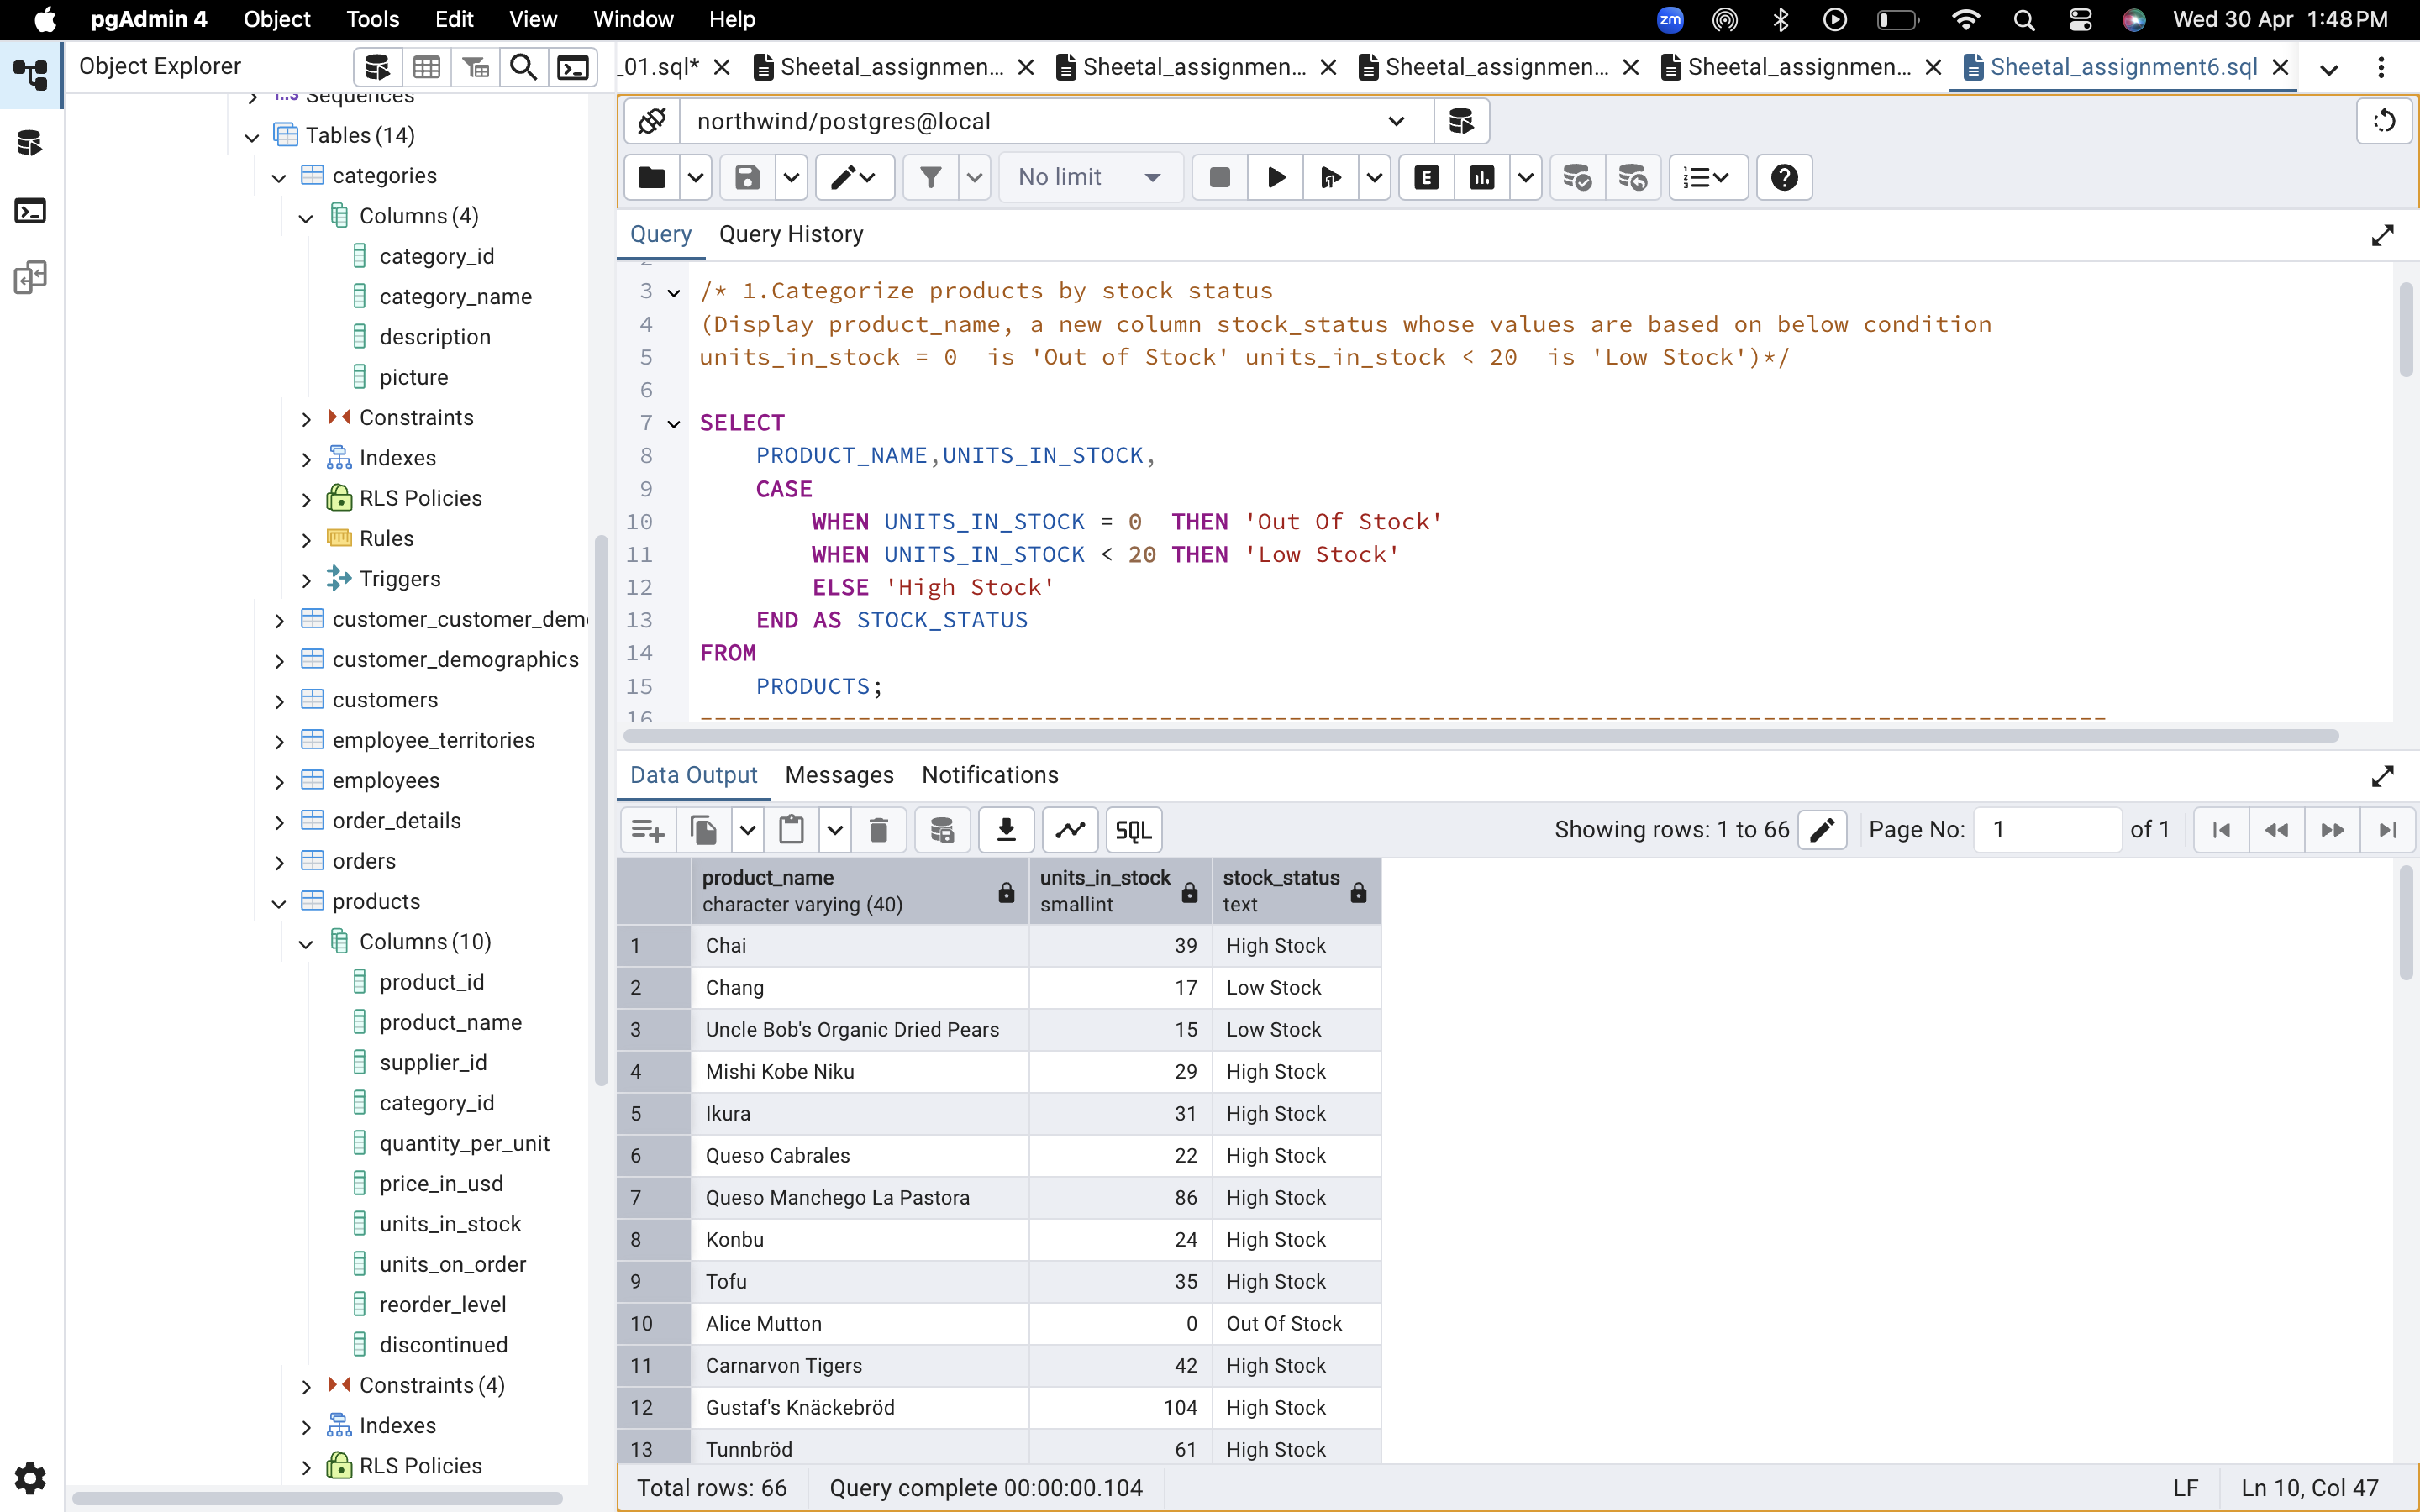 pgAdmin 4 Object Tools Edit View Window Help zm Wed 30 Apr 1:48 PM
Object Explorer
_01.sql* Sheetal_assignmen... Sheetal_assignmen... Sheetal_assignmen... Sheetal_assignmen... Sheetal_assignment6.sql
Sequences
Tables (14)
categories
Columns (4)
category_id
category_name
description
picture
Constraints
Indexes
RLS Policies
Rules
Triggers
customer_customer_dem
customer_demographics
customers
employee_territories
employees
order_details
orders
products
Columns (10)
product_id
product_name
supplier_id
category_id
quantity_per_unit
price_in_usd
units_in_stock
units_on_order
reorder_level
discontinued
Constraints (4)
Indexes
RLS Policies
northwind/postgres@local
No limit E
Query Query History
2
3 /* 1.Categorize products by stock status
4 (Display product_name, a new column stock_status whose values are based on below condition
5 units_in_stock = 0  is 'Out of Stock' units_in_stock < 20  is 'Low Stock')*/
6
7 SELECT
8 PRODUCT_NAME,UNITS_IN_STOCK,
9 CASE
10 WHEN UNITS_IN_STOCK = 0  THEN 'Out Of Stock'
11 WHEN UNITS_IN_STOCK < 20 THEN 'Low Stock'
12 ELSE 'High Stock'
13 END AS STOCK_STATUS
14 FROM
15 PRODUCTS;
16 --------------------------------------------------------------------------------------------------
Data Output Messages Notifications
SQL Showing rows: 1 to 66 Page No: 1 of 1
product_name units_in_stock stock_status
character varying (40) smallint text
1 Chai 39 High Stock
2 Chang 17 Low Stock
3 Uncle Bob's Organic Dried Pears 15 Low Stock
4 Mishi Kobe Niku 29 High Stock
5 Ikura 31 High Stock
6 Queso Cabrales 22 High Stock
7 Queso Manchego La Pastora 86 High Stock
8 Konbu 24 High Stock
9 Tofu 35 High Stock
10 Alice Mutton 0 Out Of Stock
11 Carnarvon Tigers 42 High Stock
12 Gustaf's Knäckebröd 104 High Stock
13 Tunnbröd 61 High Stock
Total rows: 66 Query complete 00:00:00.104 LF Ln 10, Col 47